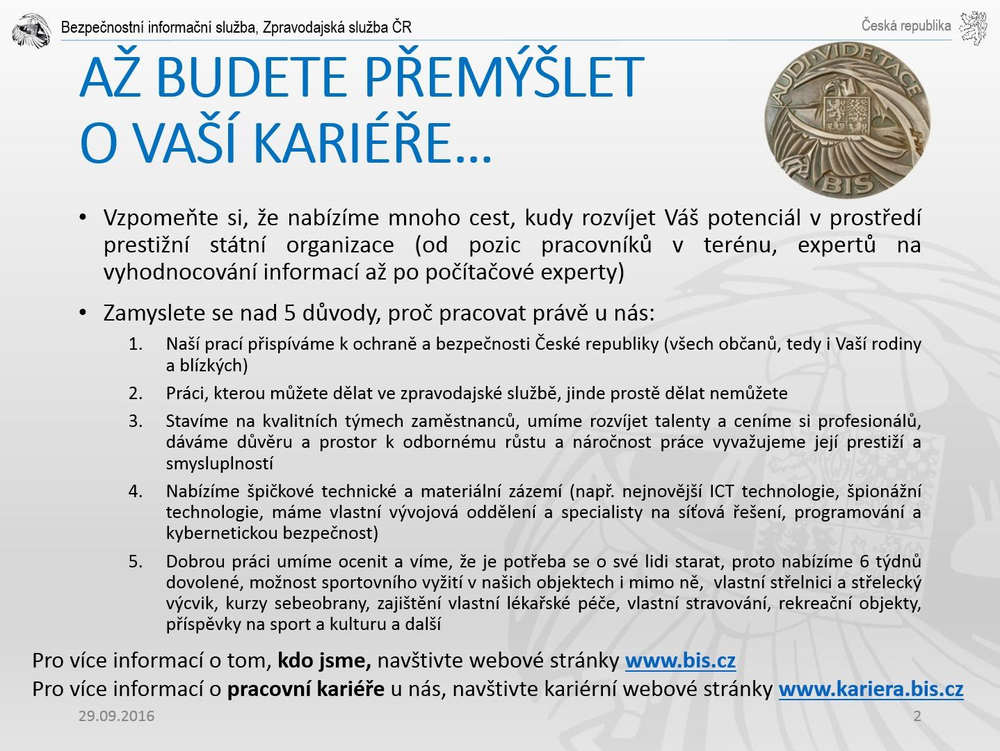 Bezpečnostní informační služba, Zpravodajská služba ČR
Česká republika
AŽ BUDETE PŘEMÝŠLET
O VAŠÍ KARIÉŘE…
AUDI VIDE TACE
BIS
• Vzpomeňte si, že nabízíme mnoho cest, kudy rozvíjet Váš potenciál v prostředí
prestižní státní organizace (od pozic pracovníků v terénu, expertů na
vyhodnocování informací až po počítačové experty)
• Zamyslete se nad 5 důvody, proč pracovat právě u nás:
1. Naší prací přispíváme k ochraně a bezpečnosti České republiky (všech občanů, tedy i Vaší rodiny
a blízkých)
2. Práci, kterou můžete dělat ve zpravodajské službě, jinde prostě dělat nemůžete
3. Stavíme na kvalitních týmech zaměstnanců, umíme rozvíjet talenty a ceníme si profesionálů,
dáváme důvěru a prostor k odbornému růstu a náročnost práce vyvažujeme její prestiží a
smysluplností
4. Nabízíme špičkové technické a materiální zázemí (např. nejnovější ICT technologie, špionážní
technologie, máme vlastní vývojová oddělení a specialisty na síťová řešení, programování a
kybernetickou bezpečnost)
5. Dobrou práci umíme ocenit a víme, že je potřeba se o své lidi starat, proto nabízíme 6 týdnů
dovolené, možnost sportovního vyžití v našich objektech i mimo ně, vlastní střelnici a střelecký
výcvik, kurzy sebeobrany, zajištění vlastní lékařské péče, vlastní stravování, rekreační objekty,
příspěvky na sport a kulturu a další
Pro více informací o tom, kdo jsme, navštivte webové stránky www.bis.cz
Pro více informací o pracovní kariéře u nás, navštivte kariérní webové stránky www.kariera.bis.cz
29.09.2016
2